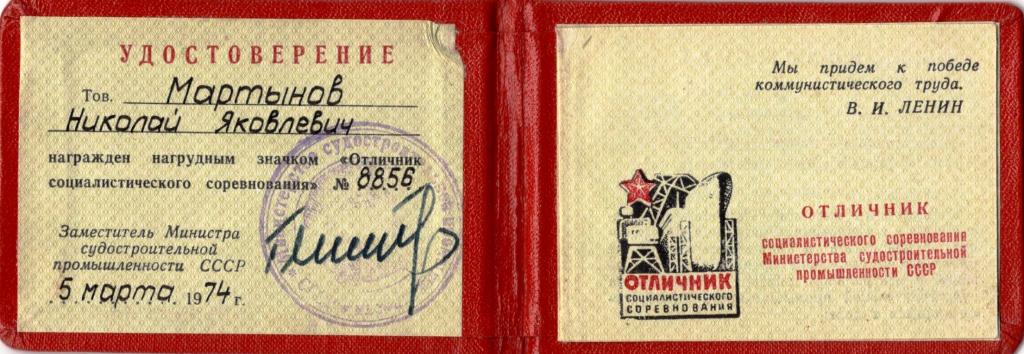 УДОСТОВЕРЕНИЕ
Тов. Мартынов
Николай Яковлевич
награжден нагрудным значком «Отличник
социалистического соревнования» № 8856
Заместитель Министра
судостроительной
промышленности СССР
5 марта 1974 г.
Мы придем к победе
коммунистического труда.
В. И. ЛЕНИН
ОТЛИЧНИК
СОЦИАЛИСТИЧЕСКОГО
СОРЕВНОВАНИЯ
ОТЛИЧНИК
социалистического соревнования
Министерства судостроительной
промышленности СССР